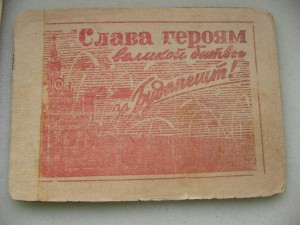 Слава героям
великой битвы
за Будапешт!